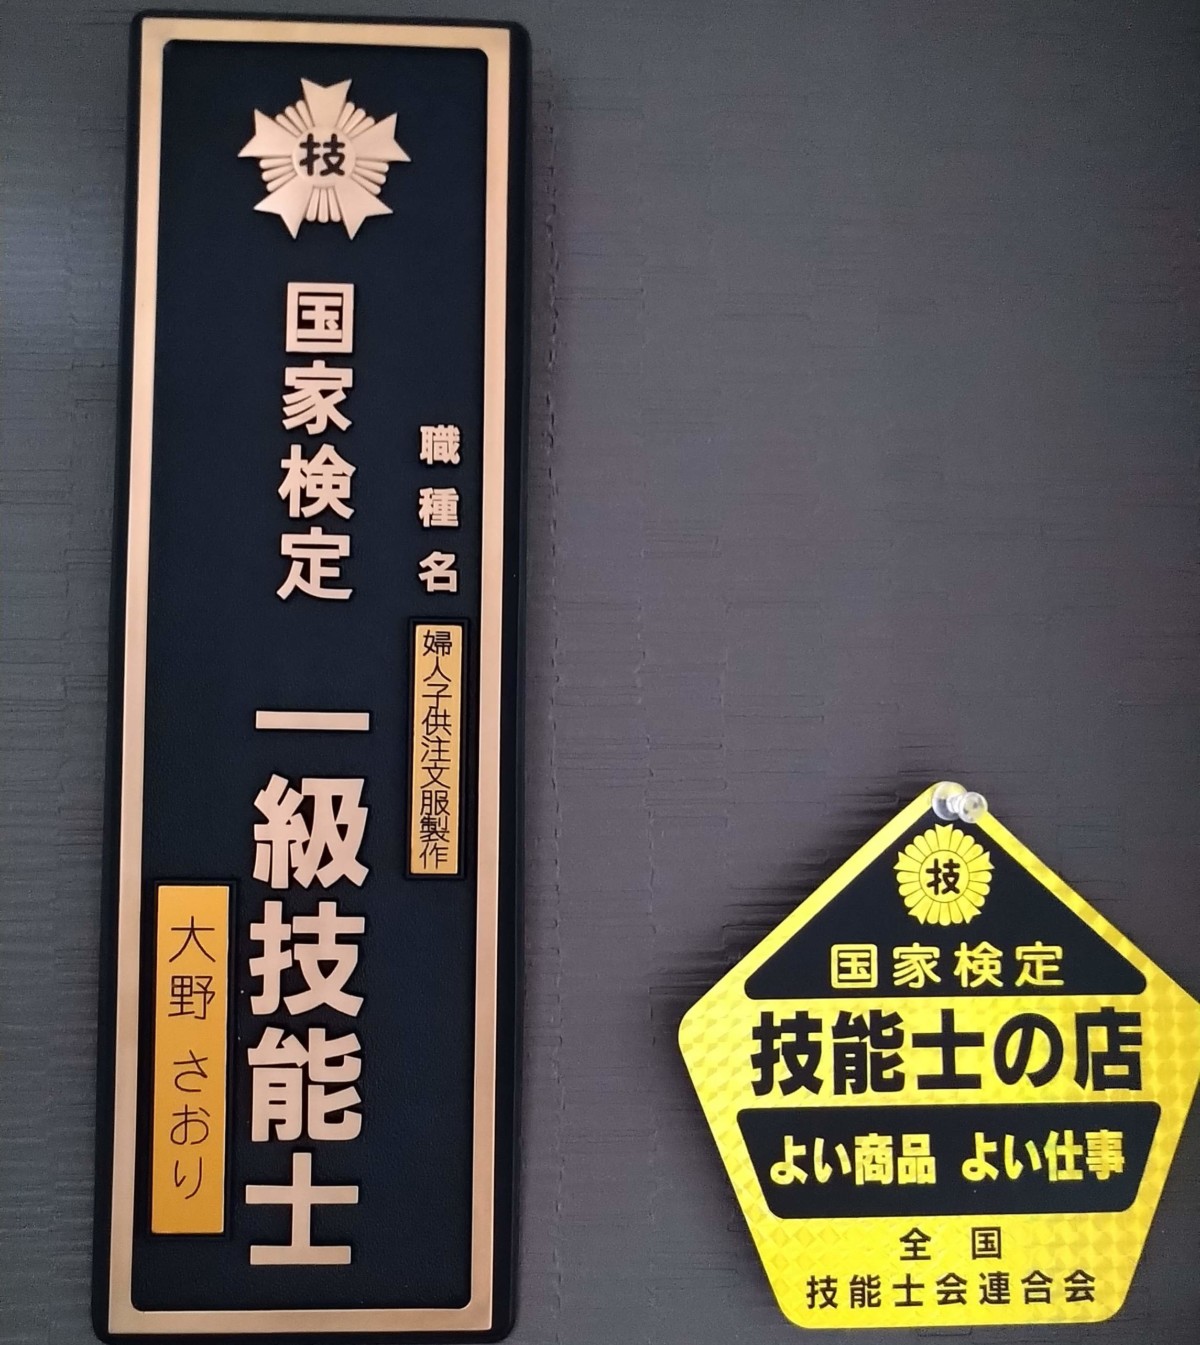 技
国家検定 一級技能士
職種名
婦人子供注文服製作
大野 さおり
技
国家検定
技能士の店
よい商品 よい仕事
全国
技能士会連合会